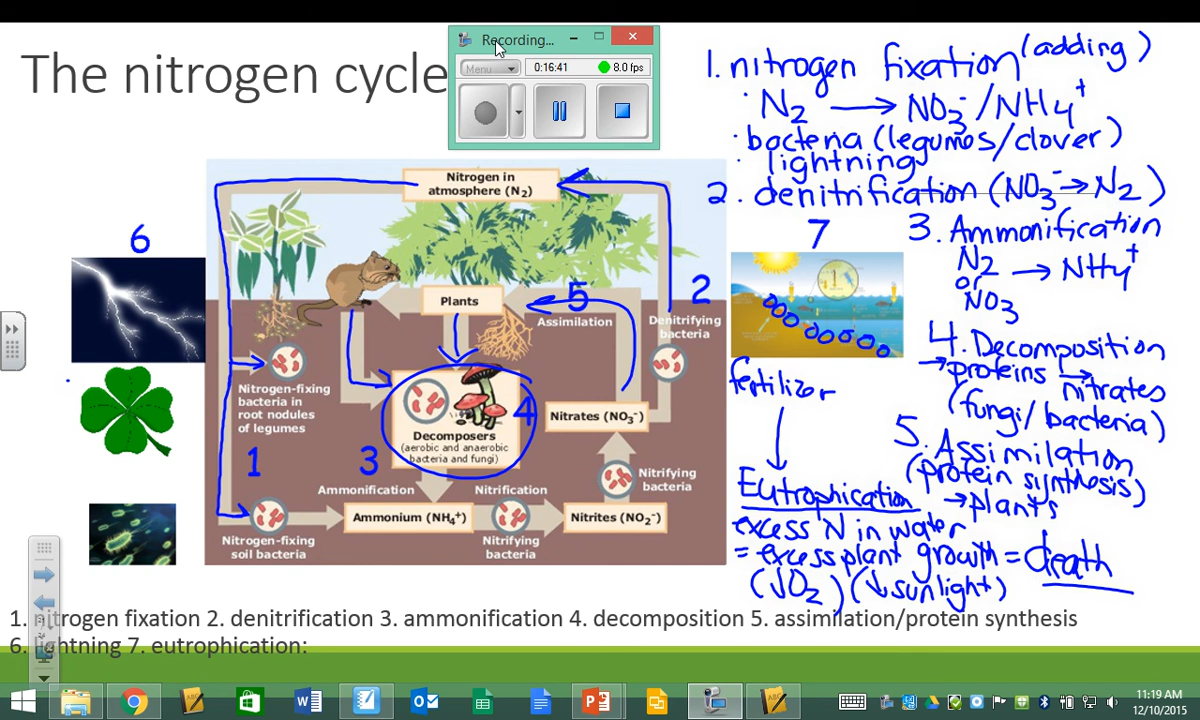 The nitrogen cycle
Recording...
Menu
0:16:41
8.0 fps
1. nitrogen fixation (adding)
· N2 → NO3⁻/NH4⁺
· bacteria (legumes/clover)
· lightning
2. denitrification (NO3⁻→N2)
3. Ammonification
N2 → NH4⁺
or
NO3
4. Decomposition
→proteins → nitrates
(fungi/bacteria)
5. Assimilation
(protein synthesis)
→plants
6
7
fertilizer
Eutrophication
excess N in water
= excess plant growth = death
(↓O2) (↓sunlight)
Nitrogen in
atmosphere (N₂)
Plants
5
Assimilation
2
Denitrifying
bacteria
Nitrogen-fixing
bacteria in
root nodules
of legumes
4
Decomposers
(aerobic and anaerobic
bacteria and fungi)
Nitrates (NO₃⁻)
1
3
Ammonification
Nitrification
Nitrifying
bacteria
Ammonium (NH₄⁺)
Nitrites (NO₂⁻)
Nitrogen-fixing
soil bacteria
Nitrifying
bacteria
1. nitrogen fixation 2. denitrification 3. ammonification 4. decomposition 5. assimilation/protein synthesis
6. lightning 7. eutrophication:
11:19 AM
12/10/2015